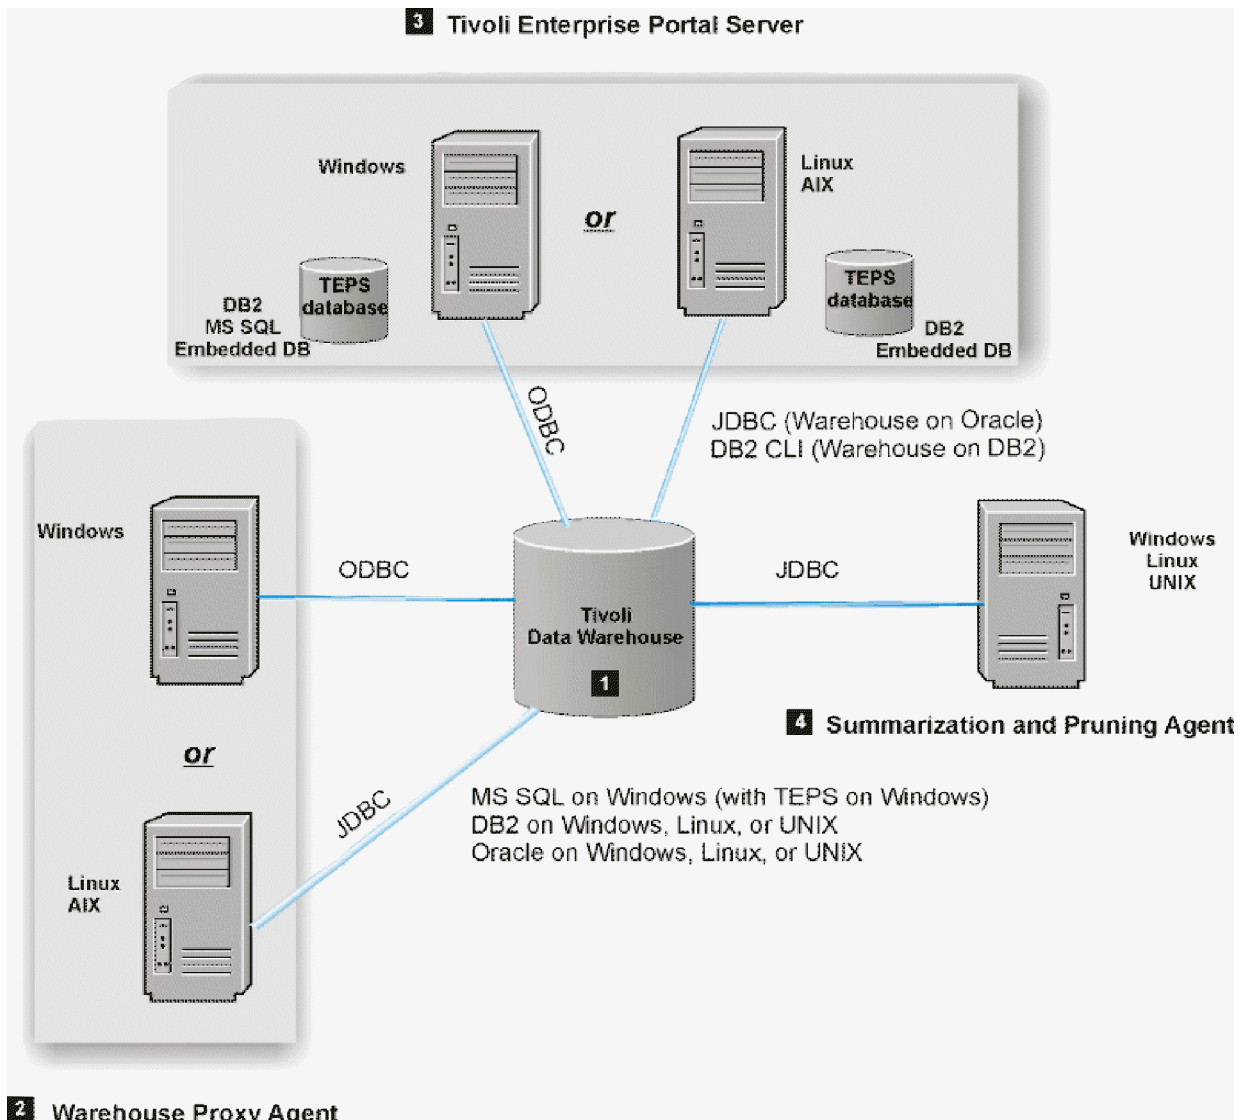 3 Tivoli Enterprise Portal Server
Windows
or
Linux
AIX
TEPS
database
DB2
MS SQL
Embedded DB
TEPS
database
DB2
Embedded DB
ODBC
JDBC (Warehouse on Oracle)
DB2 CLI (Warehouse on DB2)
Windows
ODBC
Tivoli
Data Warehouse
1
JDBC
Windows
Linux
UNIX
4 Summarization and Pruning Agent
or
JDBC
MS SQL on Windows (with TEPS on Windows)
DB2 on Windows, Linux, or UNIX
Oracle on Windows, Linux, or UNIX
Linux
AIX
2 Warehouse Proxy Agent